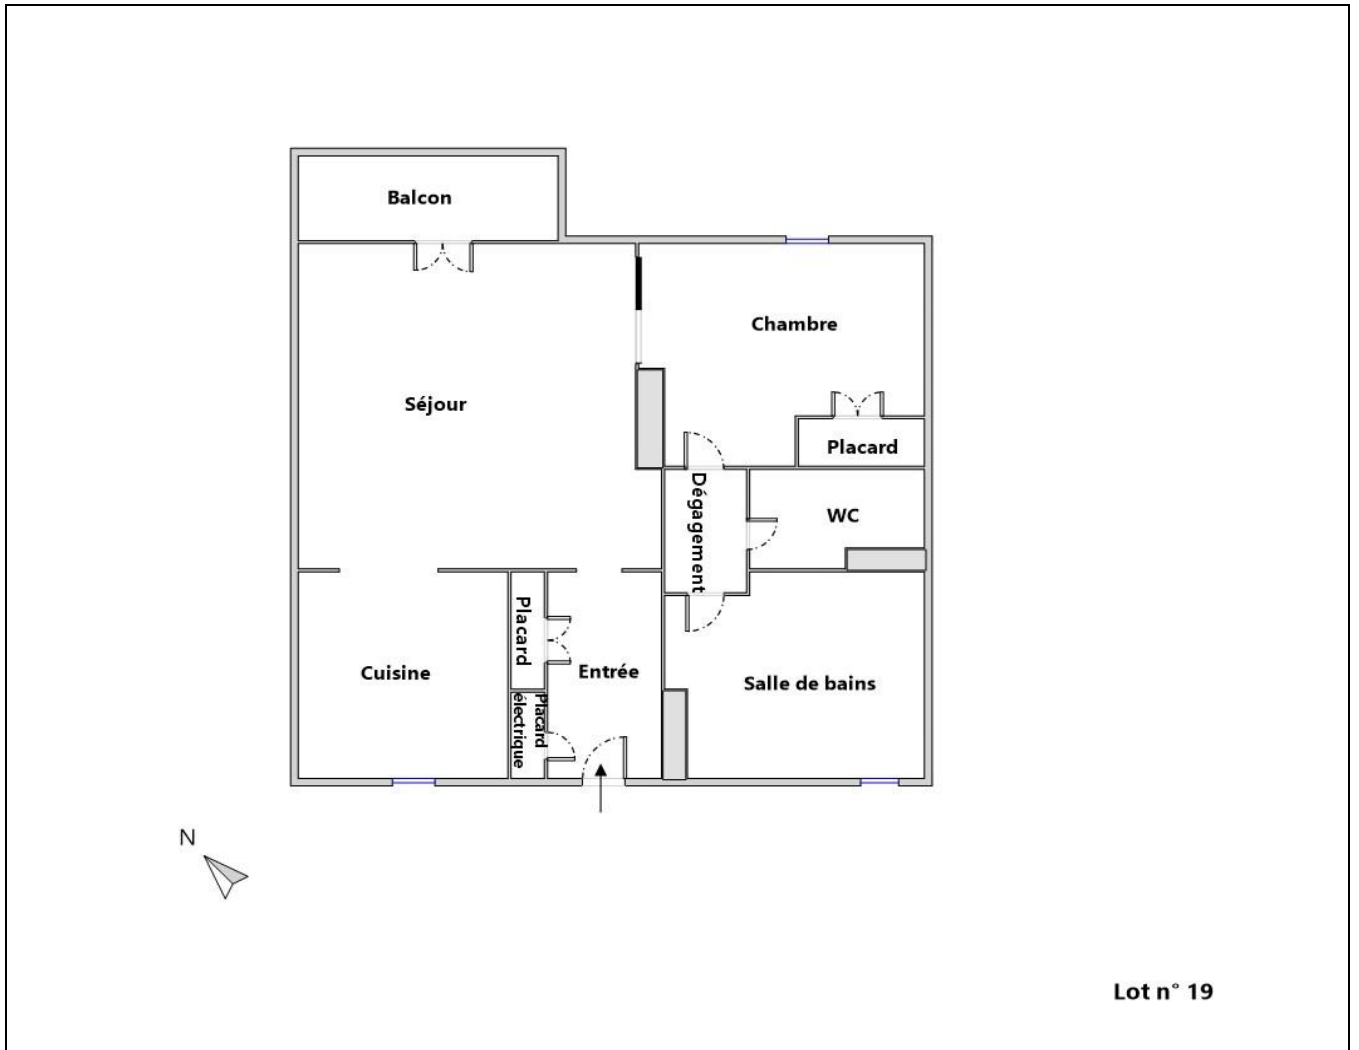 Balcon
Chambre
Séjour
Placard
Dégagement
WC
Placard
Cuisine
Entrée
Salle de bains
Placard
électrique
N
Lot n° 19